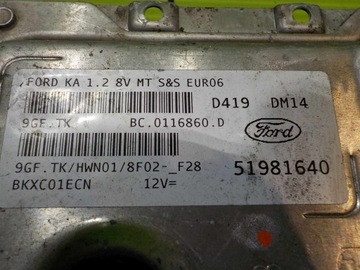 FORD KA 1.2 8V MT S&S EURO6
D419 DM14
9GF.TK BC.0116860.D
Ford
9GF.TK/HWN01/8F02-_F28 51981640
BKXC01ECN 12V=